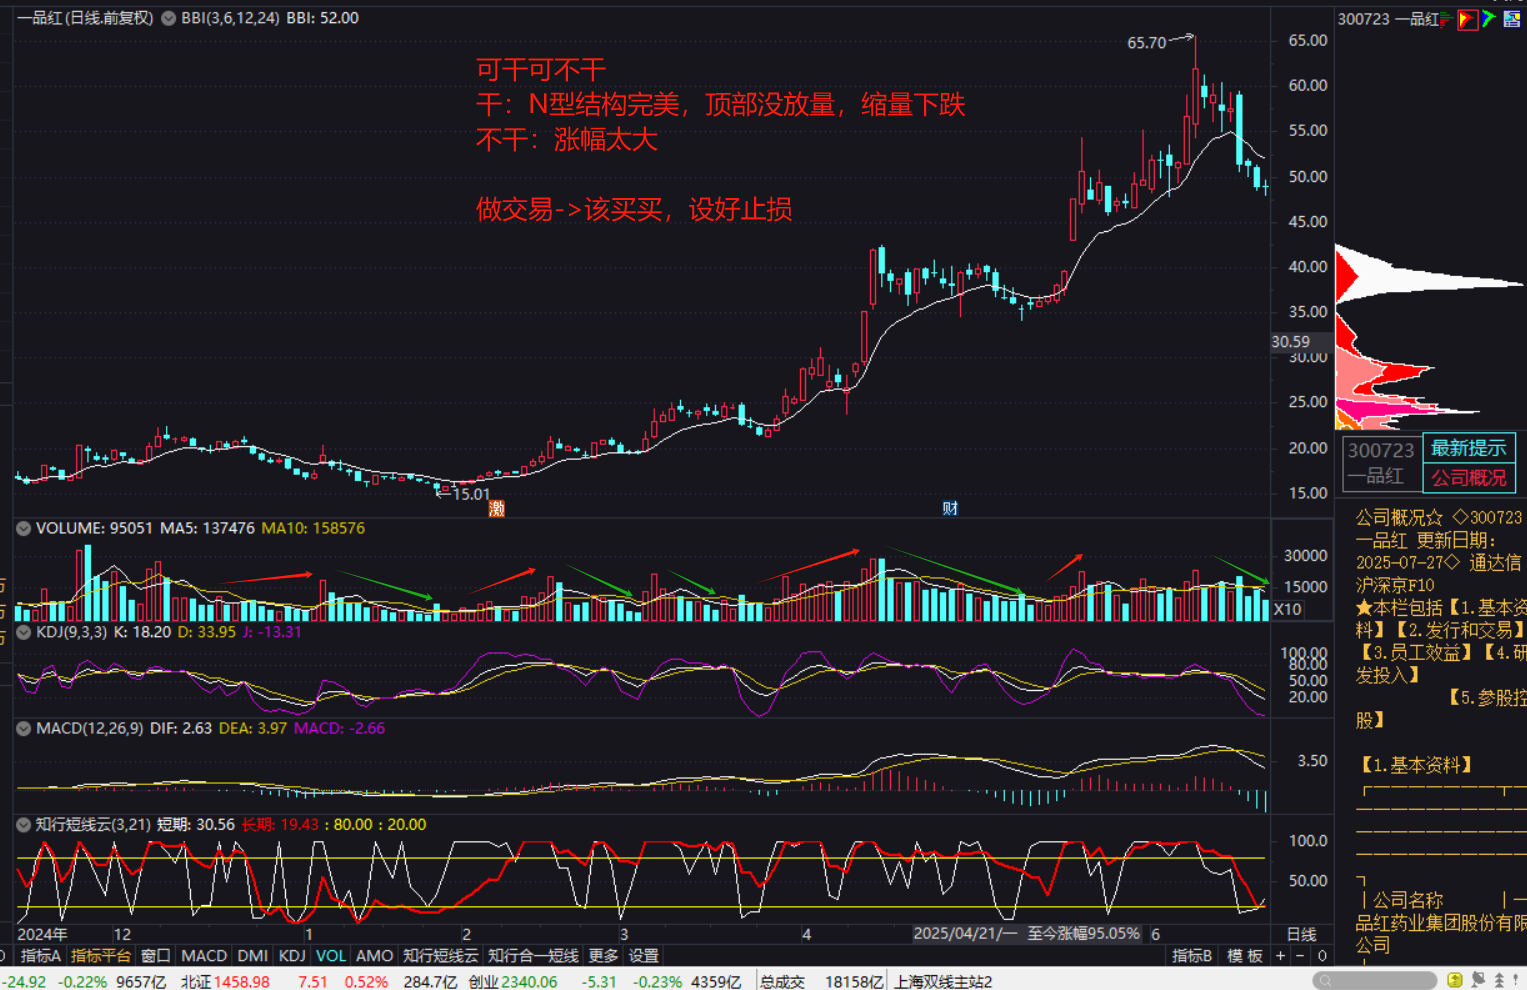 一品红(日线.前复权) BBI(3,6,12,24) BBI: 52.00
300723 一品红
65.70
可干可不干
干：N型结构完美，顶部没放量，缩量下跌
不干：涨幅太大
做交易->该买买，设好止损
65.00
60.00
55.00
50.00
45.00
40.00
35.00
30.59
30.00
25.00
20.00
15.00
15.01
激
财
300723
一品红
最新提示
公司概况
VOLUME: 95051 MA5: 137476 MA10: 158576
30000
15000
X10
KDJ(9,3,3) K: 18.20 D: 33.95 J: -13.31
100.00
80.00
50.00
20.00
MACD(12,26,9) DIF: 2.63 DEA: 3.97 MACD: -2.66
3.50
知行短线云(3,21) 短期: 30.56 长期: 19.43 : 80.00 : 20.00
100.0
50.00
公司概况☆ ◇300723
一品红 更新日期:
2025-07-27◇ 通达信
沪深京F10
★本栏包括【1.基本资
料】【2.发行和交易】
【3.员工效益】【4.研
发投入】
【5.参股控
股】
【1.基本资料】
公司名称
品红药业集团股份有限
公司
2024年 12 1 2 3 4 2025/04/21/一 至今涨幅95.05% 6 日线
指标A 指标平台 窗口 MACD DMI KDJ VOL AMO 知行短线云 知行合一短线 更多 设置 指标B 模板 + − 0
-24.92 -0.22% 9657亿 北证1458.98 7.51 0.52% 284.7亿 创业2340.06 -5.31 -0.23% 4359亿 总成交 18158亿 上海双线主站2